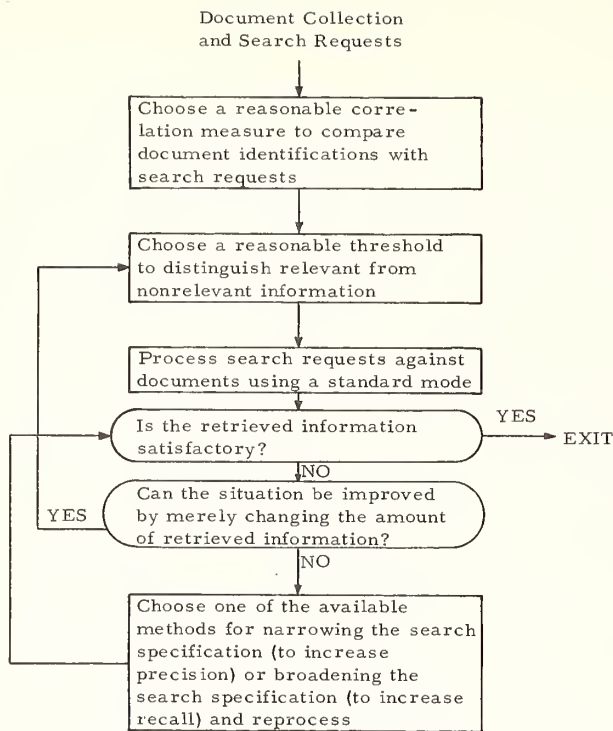 Document Collection
and Search Requests
Choose a reasonable corre-
lation measure to compare
document identifications with
search requests
Choose a reasonable threshold
to distinguish relevant from
nonrelevant information
Process search requests against
documents using a standard mode
Is the retrieved information
satisfactory?
YES
EXIT
NO
Can the situation be improved
by merely changing the amount
of retrieved information?
YES
NO
Choose one of the available
methods for narrowing the search
specification (to increase
precision) or broadening the
search specification (to increase
recall) and reprocess